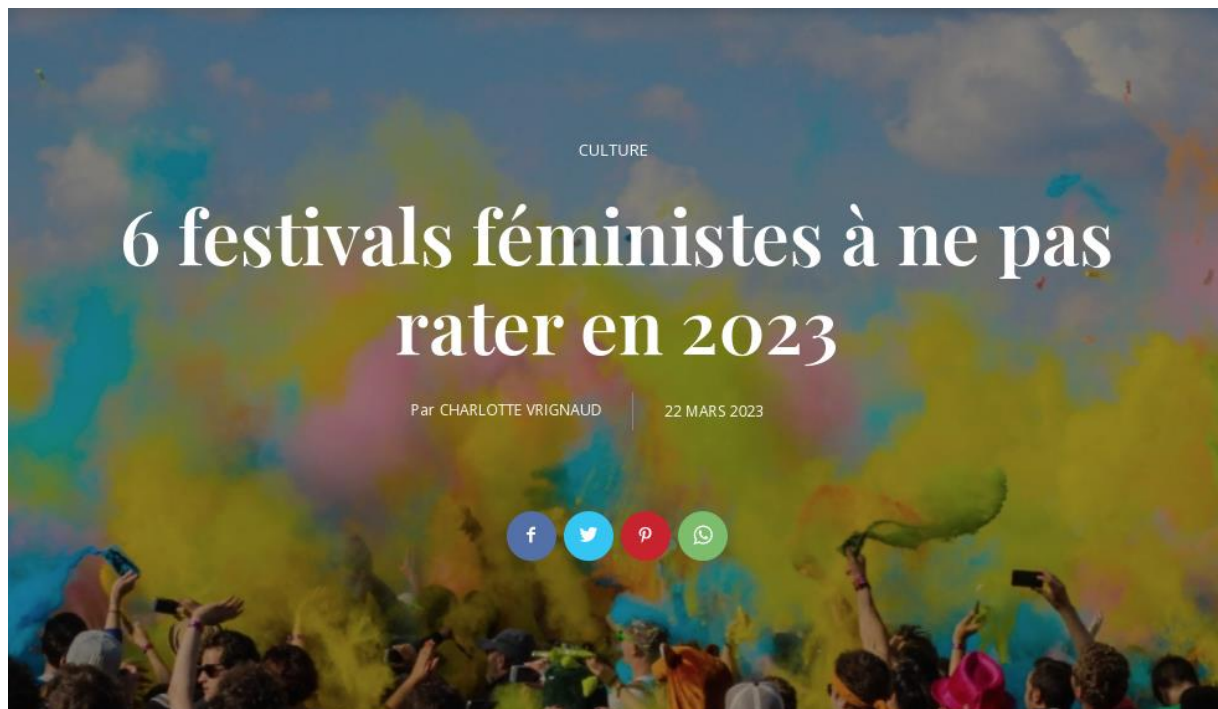 CULTURE
6 festivals féministes à ne pas
rater en 2023
Par CHARLOTTE VRIGNAUD
22 MARS 2023